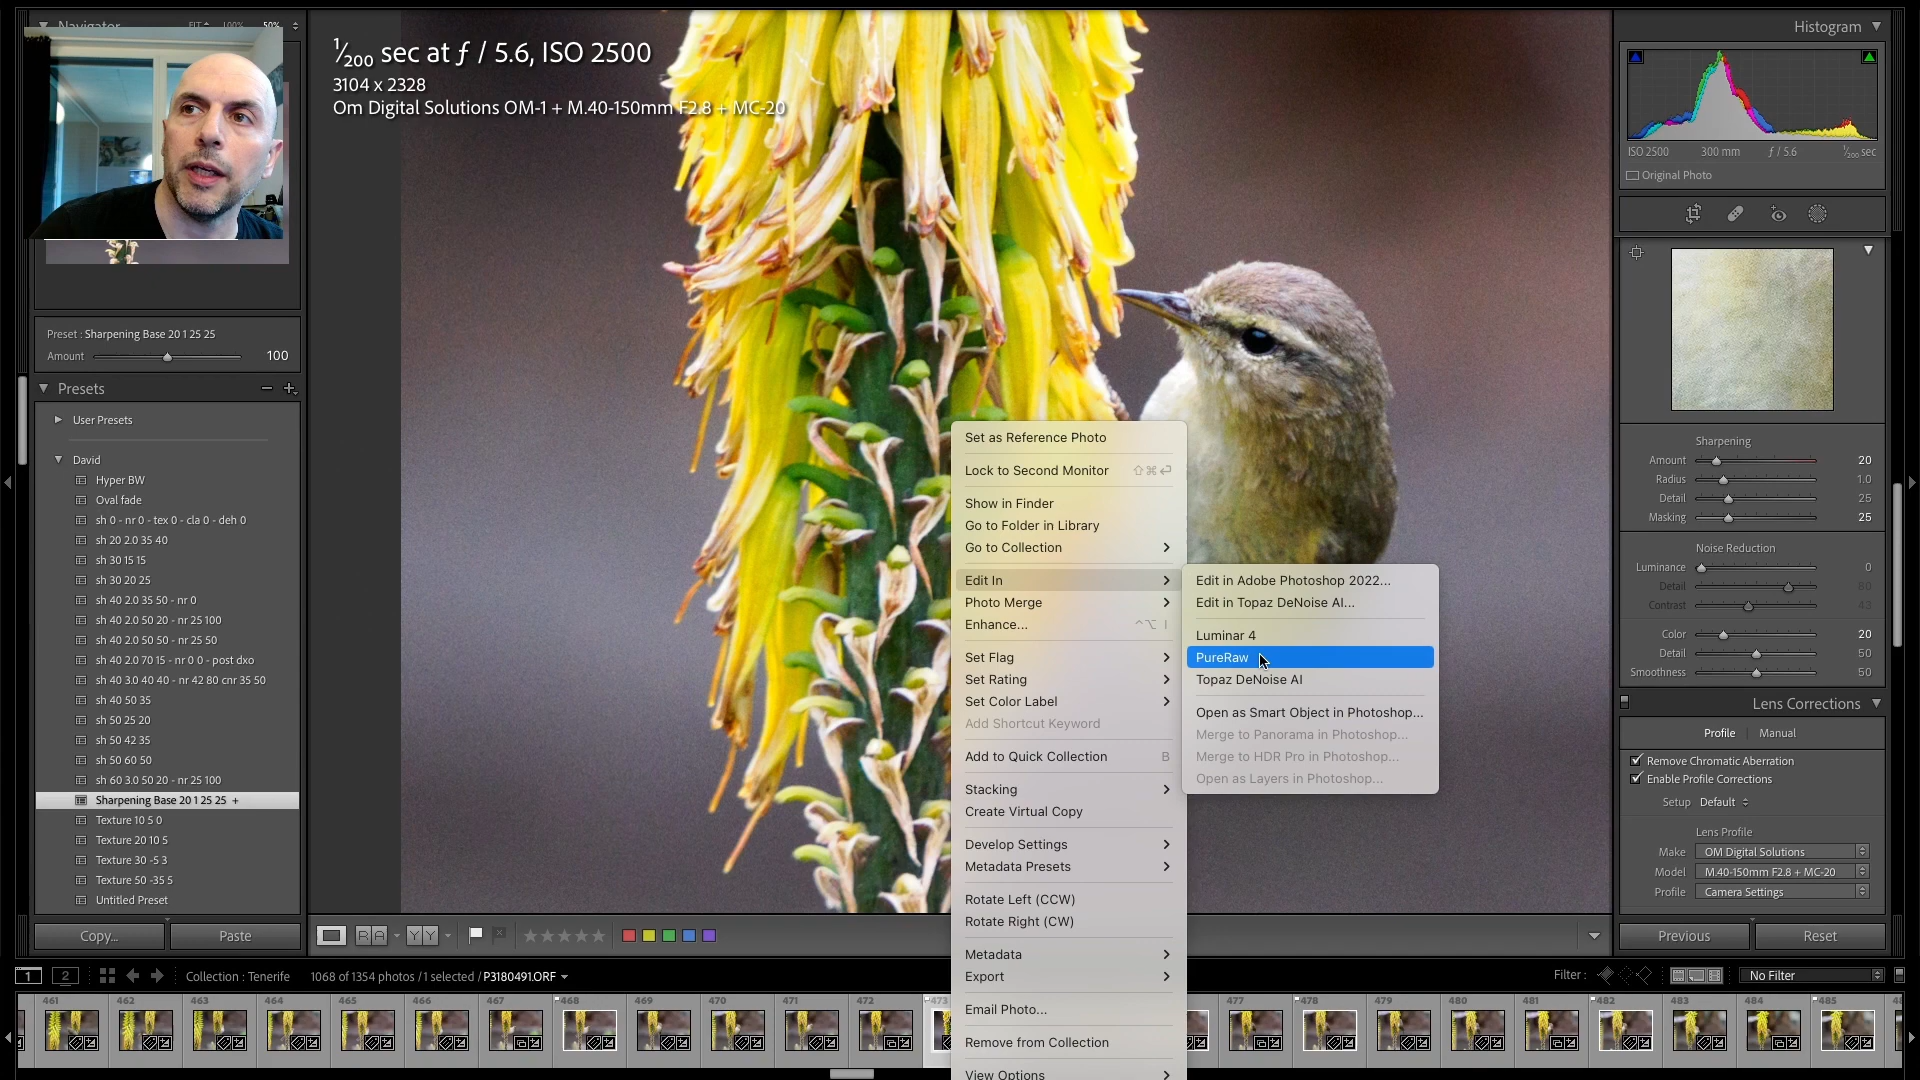 Navigator FIT 100% 50%
1/200 sec at ƒ / 5.6, ISO 2500
3104 x 2328
Om Digital Solutions OM-1 + M.40-150mm F2.8 + MC-20
Preset : Sharpening Base 20 1 25 25
Amount 100
Presets
User Presets
David
Hyper BW
Oval fade
sh 0 - nr 0 - tex 0 - cla 0 - deh 0
sh 20 2.0 35 40
sh 30 15 15
sh 30 20 25
sh 40 2.0 35 50 - nr 0
sh 40 2.0 50 20 - nr 25 100
sh 40 2.0 50 50 - nr 25 50
sh 40 2.0 70 15 - nr 0 0 - post dxo
sh 40 3.0 40 40 - nr 42 80 cnr 35 50
sh 40 50 35
sh 50 25 20
sh 50 42 35
sh 50 60 50
sh 60 3.0 50 20 - nr 25 100
Sharpening Base 20 1 25 25 +
Texture 10 5 0
Texture 20 10 5
Texture 30 -5 3
Texture 50 -35 5
Untitled Preset
Copy... Paste
Set as Reference Photo
Lock to Second Monitor ⇧⌘↩
Show in Finder
Go to Folder in Library
Go to Collection
Edit In
Photo Merge
Enhance... ^⌥ I
Set Flag
Set Rating
Set Color Label
Add Shortcut Keyword
Add to Quick Collection B
Stacking
Create Virtual Copy
Develop Settings
Metadata Presets
Rotate Left (CCW)
Rotate Right (CW)
Metadata
Export
Email Photo...
Remove from Collection
View Options
Edit in Adobe Photoshop 2022...
Edit in Topaz DeNoise AI...
Luminar 4
PureRaw
Topaz DeNoise AI
Open as Smart Object in Photoshop...
Merge to Panorama in Photoshop...
Merge to HDR Pro in Photoshop...
Open as Layers in Photoshop...
Histogram
ISO 2500 300 mm ƒ / 5.6 1/200 sec
Original Photo
Sharpening
Amount 20
Radius 1.0
Detail 25
Masking 25
Noise Reduction
Luminance 0
Detail 80
Contrast 43
Color 20
Detail 50
Smoothness 50
Lens Corrections
Profile Manual
Remove Chromatic Aberration
Enable Profile Corrections
Setup Default
Lens Profile
Make OM Digital Solutions
Model M.40-150mm F2.8 + MC-20
Profile Camera Settings
Previous Reset
R A Y Y
1 2 Collection : Tenerife 1068 of 1354 photos / 1 selected / P3180491.ORF Filter : No Filter
461 462 463 464 465 466 467 468 469 470 471 472 473 477 478 479 480 481 482 483 484 485